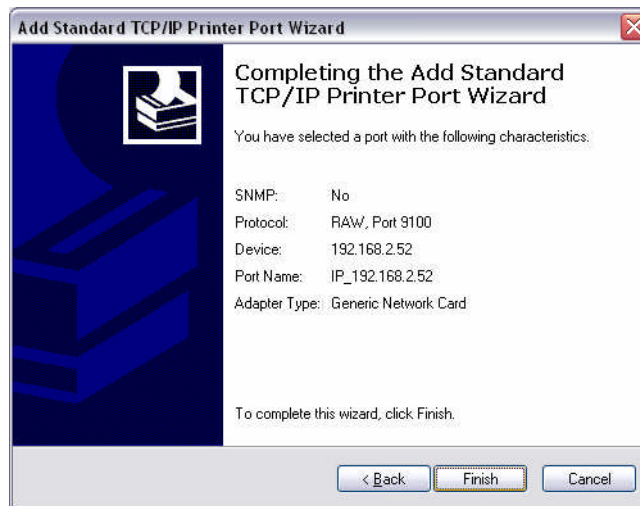 Add Standard TCP/IP Printer Port Wizard
Completing the Add Standard
TCP/IP Printer Port Wizard
You have selected a port with the following characteristics.
SNMP: No
Protocol: RAW, Port 9100
Device: 192.168.2.52
Port Name: IP_192.168.2.52
Adapter Type: Generic Network Card
To complete this wizard, click Finish.
< Back Finish Cancel